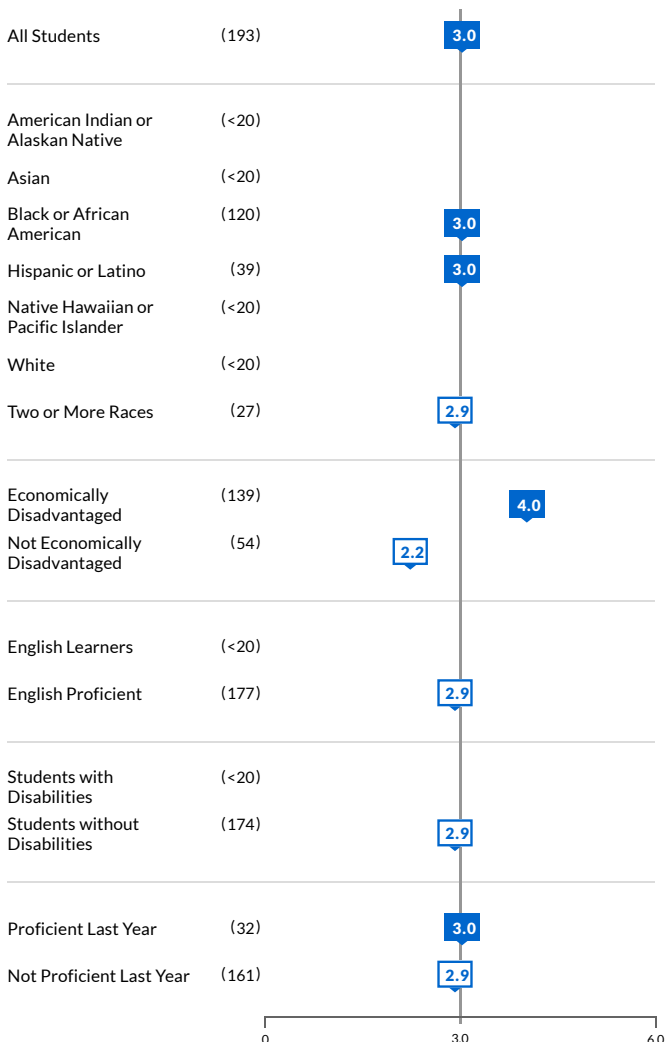 All Students (193) 3.0
American Indian or (<20)
Alaskan Native
Asian (<20)
Black or African (120) 3.0
American
Hispanic or Latino (39) 3.0
Native Hawaiian or (<20)
Pacific Islander
White (<20)
Two or More Races (27) 2.9
Economically (139) 4.0
Disadvantaged
Not Economically (54) 2.2
Disadvantaged
English Learners (<20)
English Proficient (177) 2.9
Students with (<20)
Disabilities
Students without (174) 2.9
Disabilities
Proficient Last Year (32) 3.0
Not Proficient Last Year (161) 2.9
0 3.0 6.0